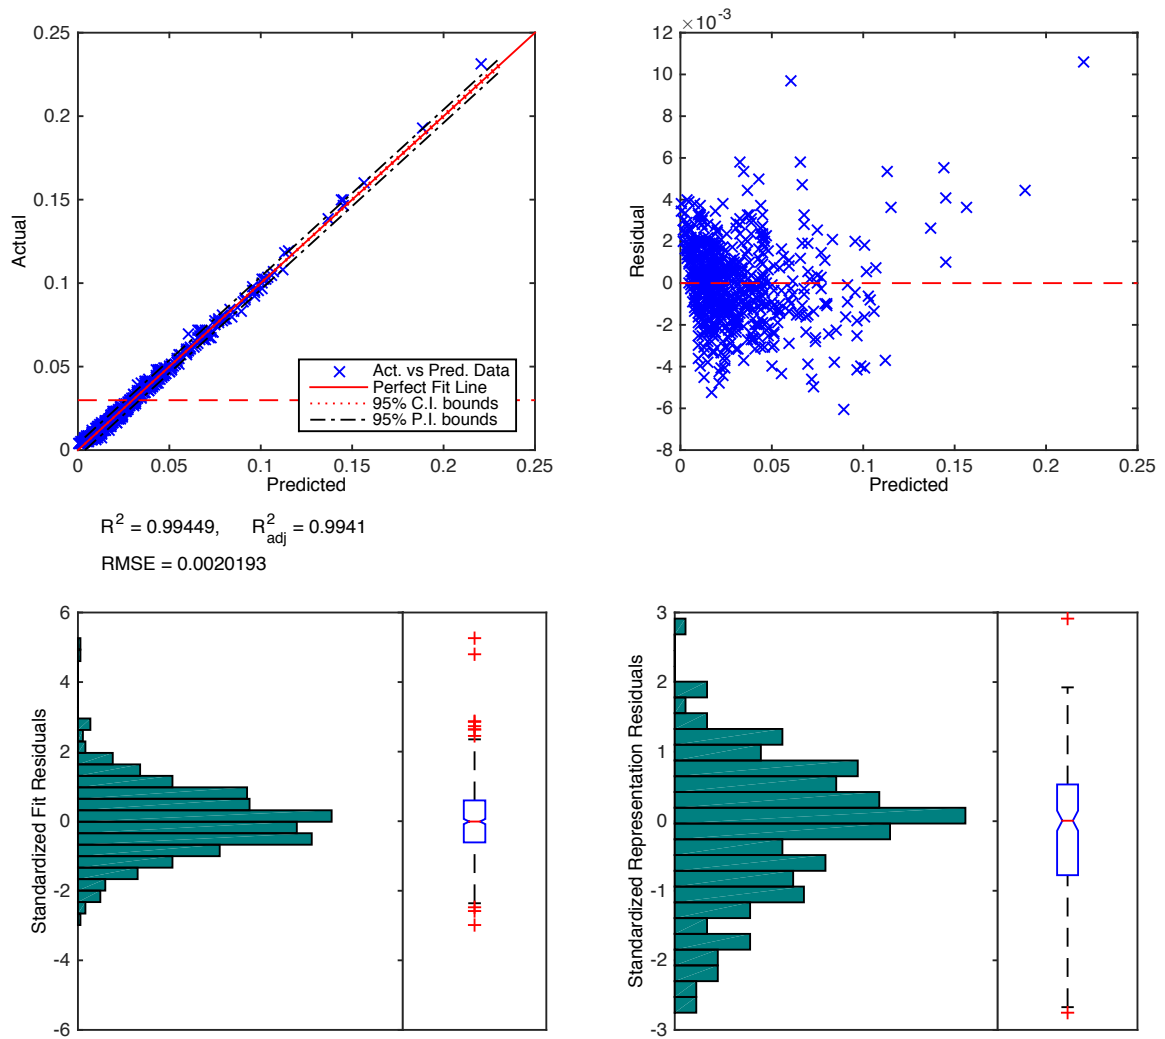 0.25
0.2
0.15
0.1
0.05
0
0 0.05 0.1 0.15 0.2 0.25
Actual
Predicted
Act. vs Pred. Data
Perfect Fit Line
95% C.I. bounds
95% P.I. bounds
×10⁻³
12
10
8
6
4
2
0
-2
-4
-6
-8
0 0.05 0.1 0.15 0.2 0.25
Residual
Predicted
R² = 0.99449, R²adj = 0.9941
RMSE = 0.0020193
6
4
2
0
-2
-4
-6
Standardized Fit Residuals
3
2
1
0
-1
-2
-3
Standardized Representation Residuals